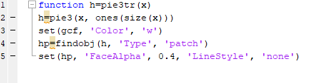 1 function h=pie3tr(x)
2 h=pie3(x, ones(size(x)))
3 - set(gcf, 'Color', 'w')
4 - hp=findobj(h, 'Type', 'patch')
5 - set(hp, 'FaceAlpha', 0.4, 'LineStyle', 'none')